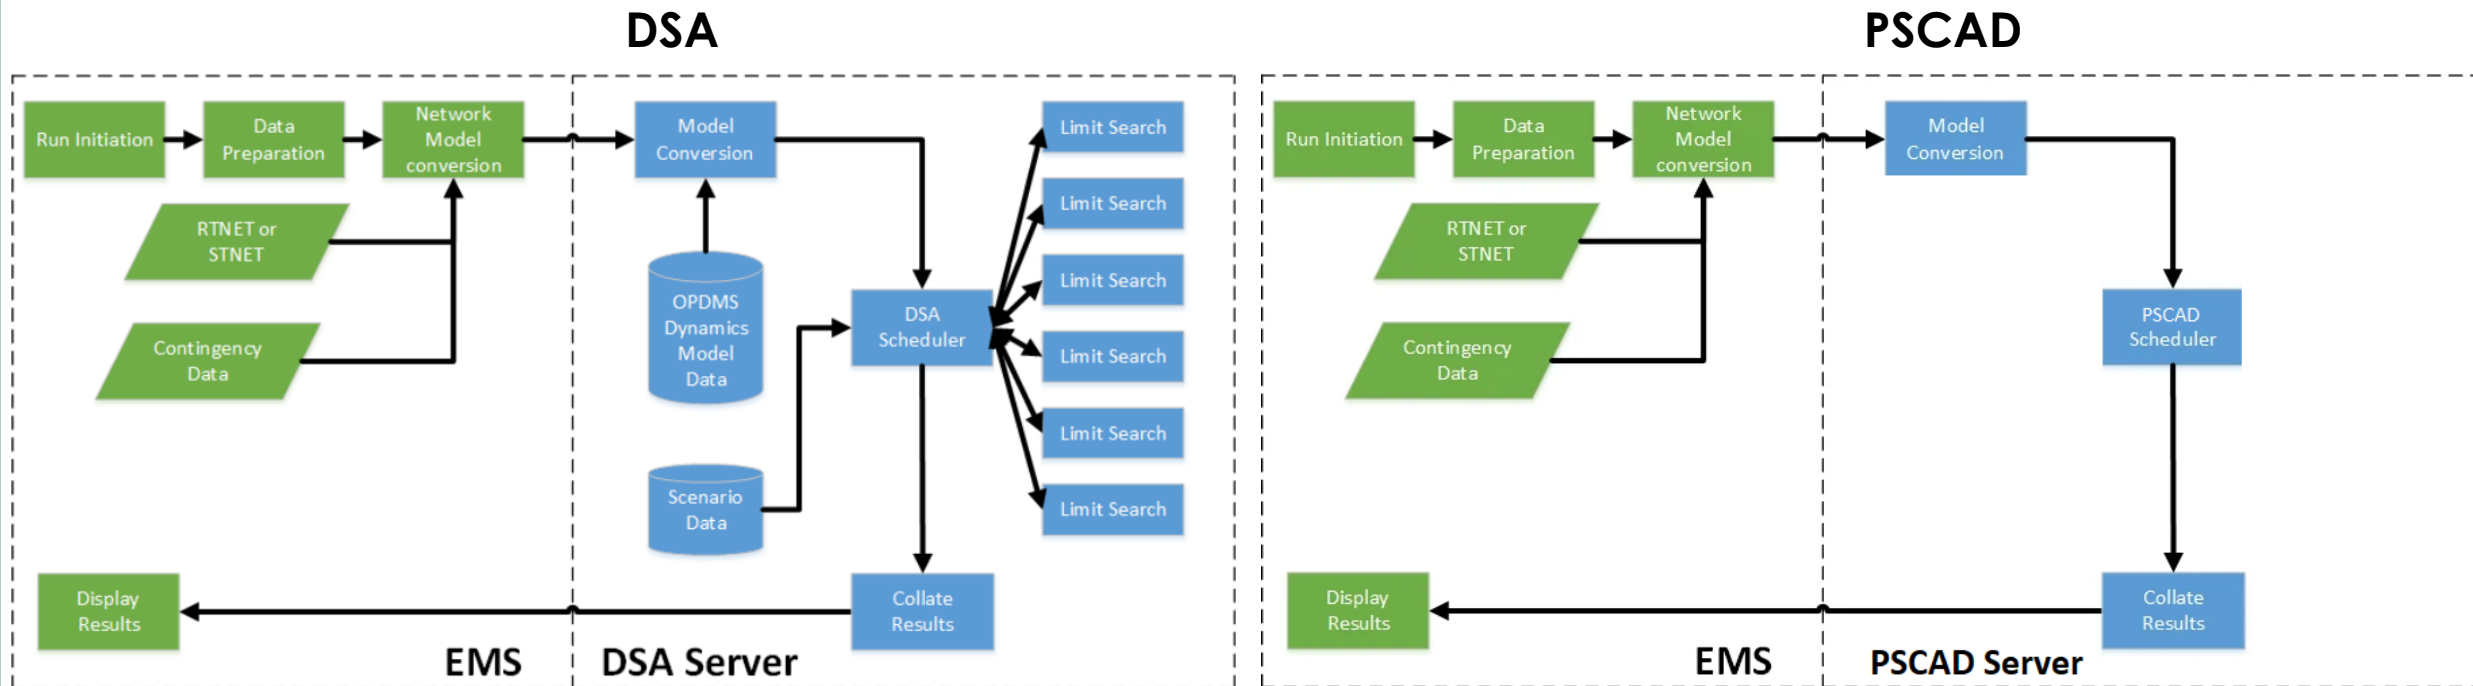 DSA
Run Initiation
Data
Preparation
Network
Model
conversion
RTNET or
STNET
Contingency
Data
Display
Results
EMS
Model
Conversion
OPDMS
Dynamics
Model
Data
Scenario
Data
DSA
Scheduler
Limit Search
Limit Search
Limit Search
Limit Search
Limit Search
Limit Search
Collate
Results
DSA Server
PSCAD
Run Initiation
Data
Preparation
Network
Model
conversion
RTNET or
STNET
Contingency
Data
Display
Results
EMS
Model
Conversion
PSCAD
Scheduler
Collate
Results
PSCAD Server